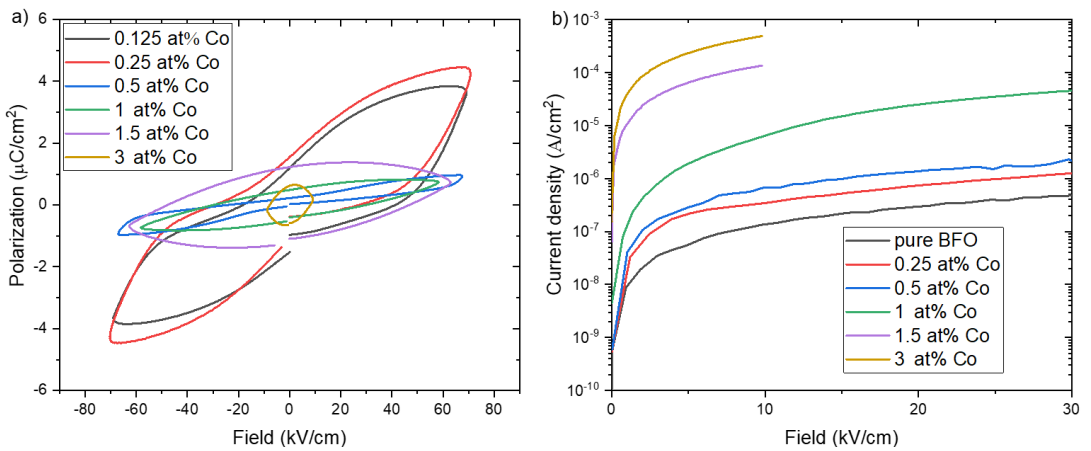 a)
0.125 at% Co
0.25 at% Co
0.5 at% Co
1 at% Co
1.5 at% Co
3 at% Co
6
4
2
0
-2
-4
-6
-80
-60
-40
-20
0
20
40
60
80
Polarization (μC/cm²)
Field (kV/cm)
b)
10⁻³
10⁻⁴
10⁻⁵
10⁻⁶
10⁻⁷
10⁻⁸
10⁻⁹
10⁻¹⁰
0
10
20
30
Current density (A/cm²)
Field (kV/cm)
pure BFO
0.25 at% Co
0.5 at% Co
1 at% Co
1.5 at% Co
3 at% Co